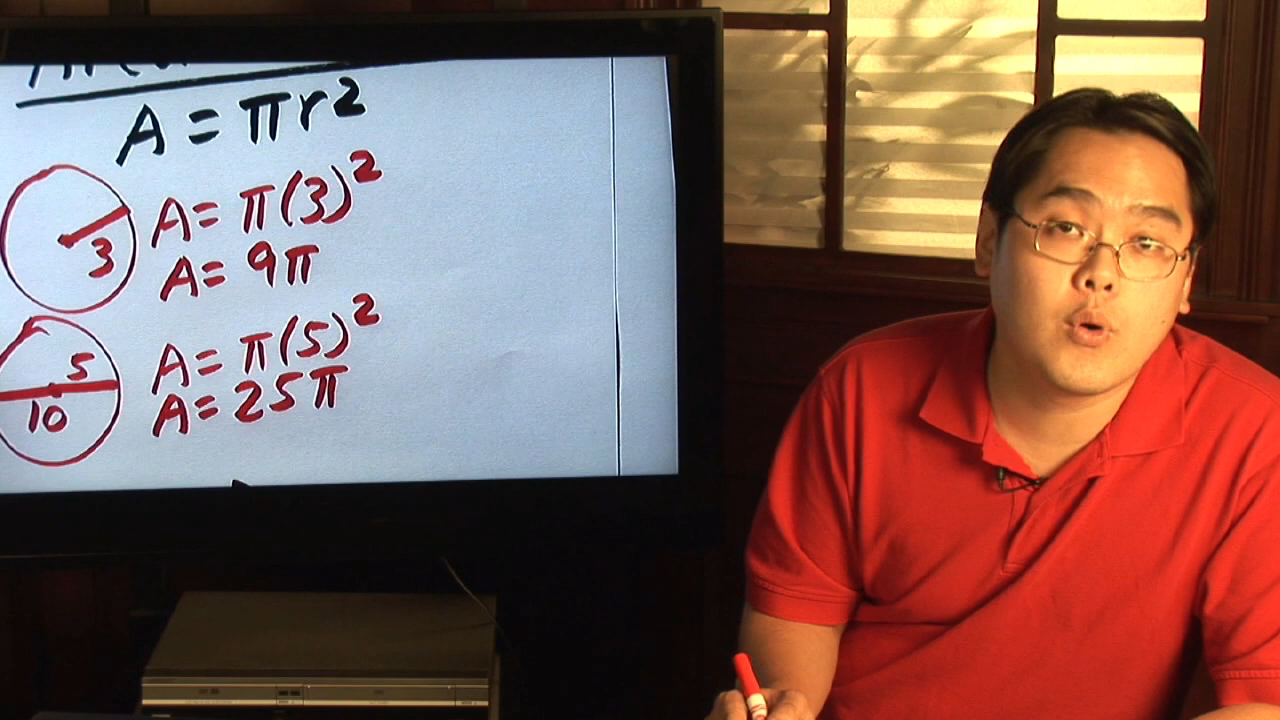 A = πr2
3
A = π(3)²
A = 9π
5
10
A = π(5)²
A = 25π